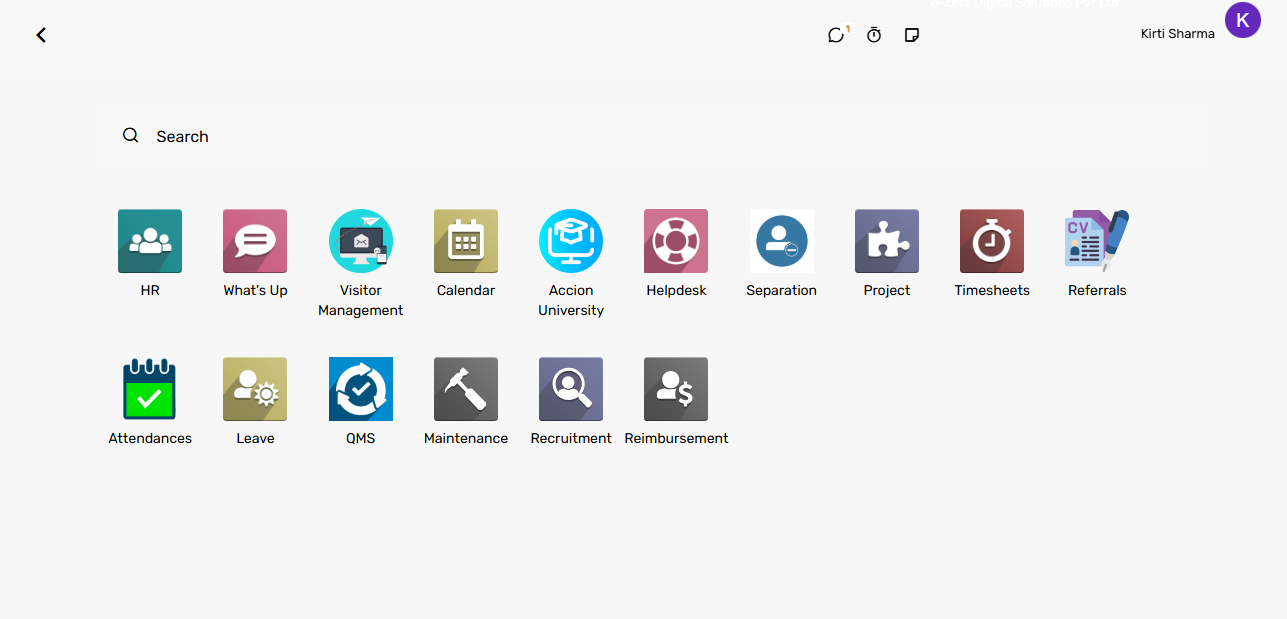 e-Zest Digital Solutions Pvt Ltd
1
Kirti Sharma
K
Search
HR
What's Up
Visitor
Management
Calendar
Accion
University
Helpdesk
Separation
Project
Timesheets
CV
Referrals
Attendances
Leave
QMS
Maintenance
Recruitment
$
Reimbursement